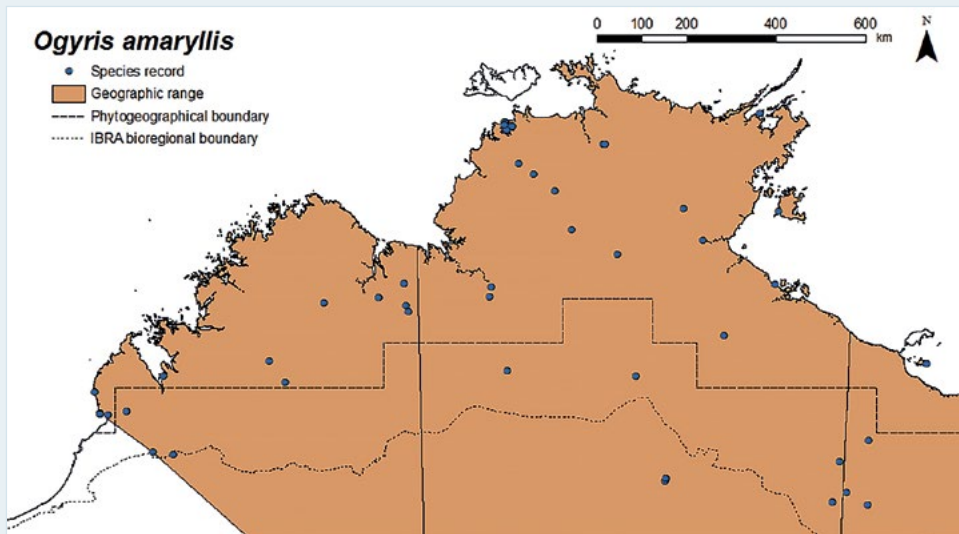 Ogyris amaryllis
Species record
Geographic range
Phytogeographical boundary
IBRA bioregional boundary
0 100 200 400 600
km
N